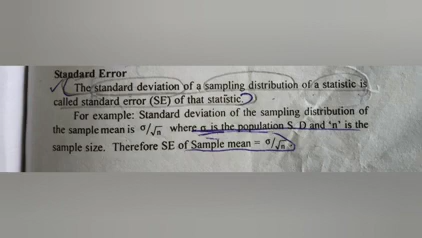 Standard Error
The standard deviation of a sampling distribution of a statistic is
called standard error (SE) of that statistic.
For example: Standard deviation of the sampling distribution of
the sample mean is σ/√n where σ is the population S. D and 'n' is the
sample size. Therefore SE of Sample mean = σ/√n .